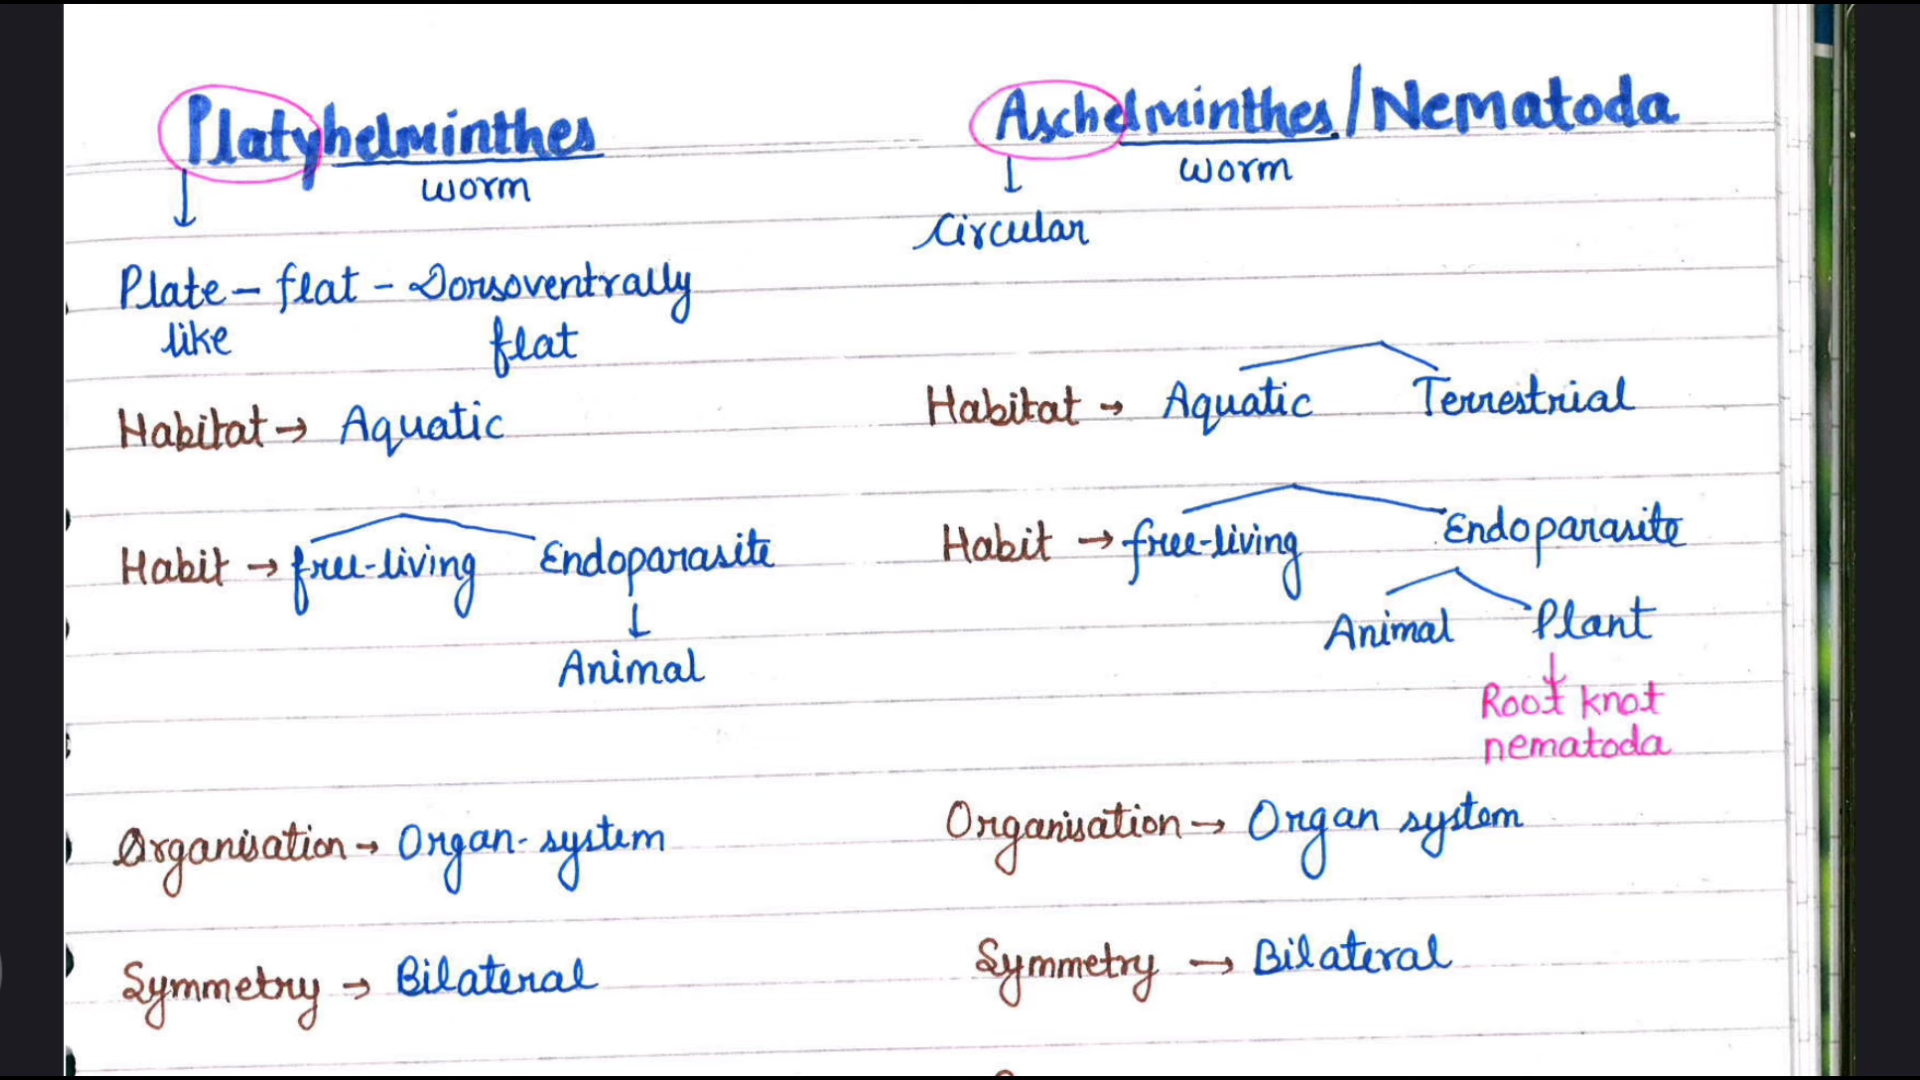 Platyhelminthes
worm
Plate - flat - Dorsoventrally
like flat
Habitat → Aquatic
Habit → free-living Endoparasite
Animal
Organisation → Organ-system
Symmetry → Bilateral
Aschelminthes/Nematoda
worm
Circular
Habitat → Aquatic Terrestrial
Habit → free-living Endoparasite
Animal Plant
Root knot
nematoda
Organisation → Organ system
Symmetry → Bilateral